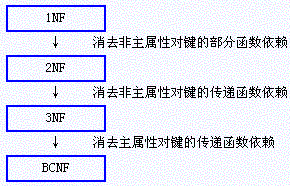 1NF
↓ 消去非主属性对键的部分函数依赖
2NF
↓ 消去非主属性对键的传递函数依赖
3NF
↓ 消去主属性对键的传递函数依赖
BCNF